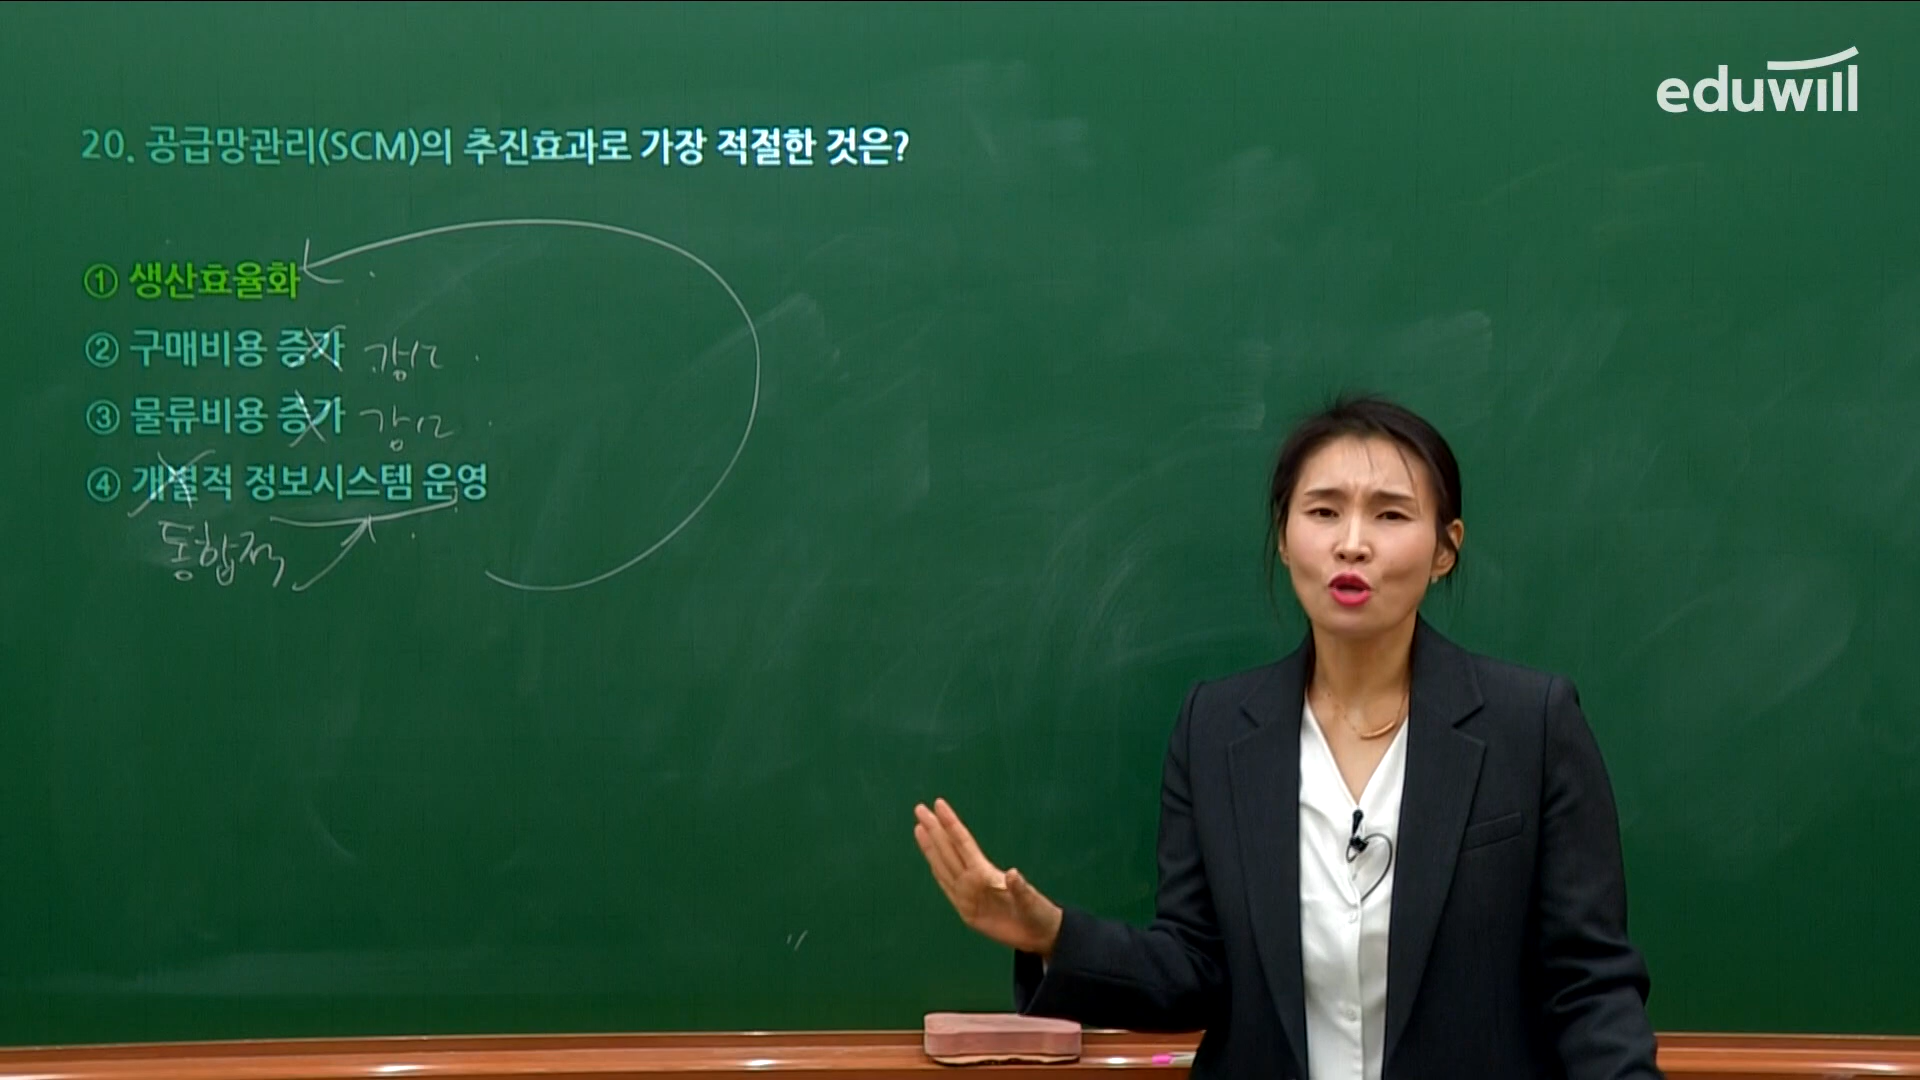 eduwill
20. 공급망관리(SCM)의 추진효과로 가장 적절한 것은?
① 생산효율화
② 구매비용 증가 감소
③ 물류비용 증가 감소
④ 개별적 정보시스템 운영
통합적